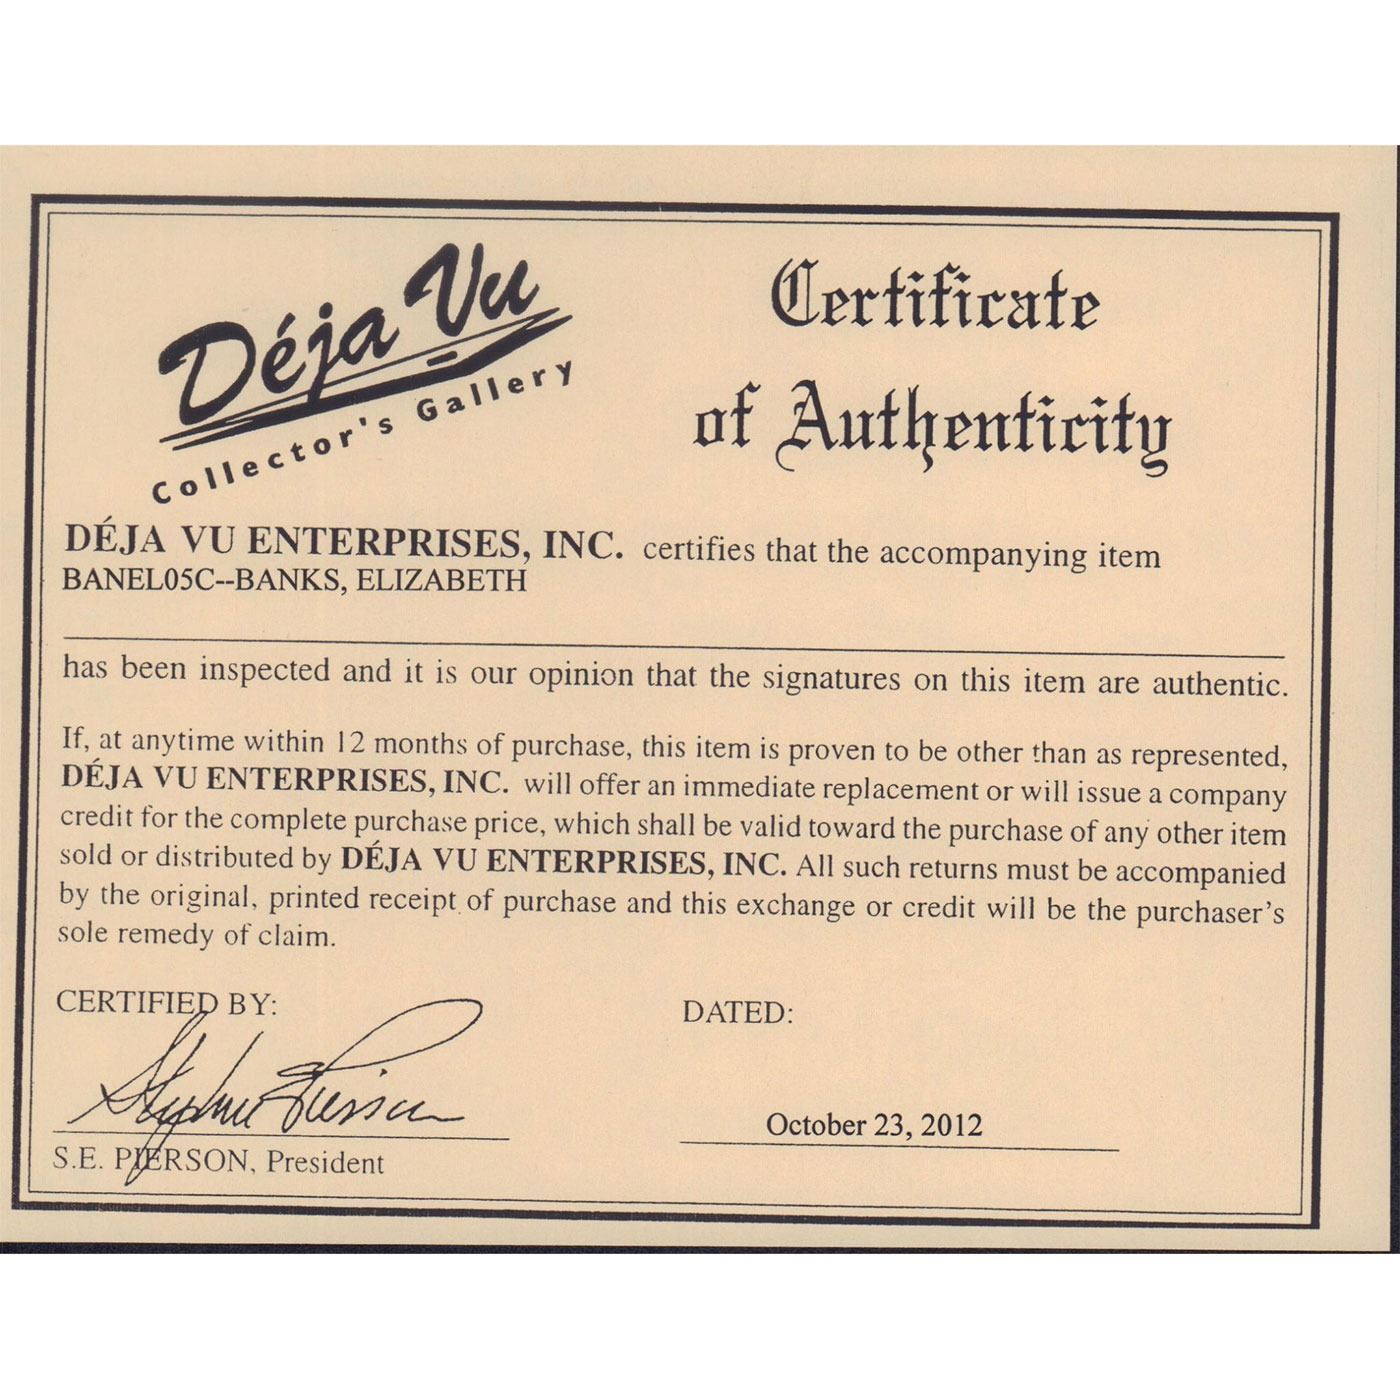 Déja Vu
Collector's Gallery
Certificate
of Authenticity
DÉJA VU ENTERPRISES, INC. certifies that the accompanying item
BANEL05C--BANKS, ELIZABETH
has been inspected and it is our opinion that the signatures on this item are authentic.
If, at anytime within 12 months of purchase, this item is proven to be other than as represented,
DÉJA VU ENTERPRISES, INC. will offer an immediate replacement or will issue a company
credit for the complete purchase price, which shall be valid toward the purchase of any other item
sold or distributed by DÉJA VU ENTERPRISES, INC. All such returns must be accompanied
by the original, printed receipt of purchase and this exchange or credit will be the purchaser's
sole remedy of claim.
CERTIFIED BY:
Stephen Pierson
S.E. PIERSON, President
DATED:
October 23, 2012